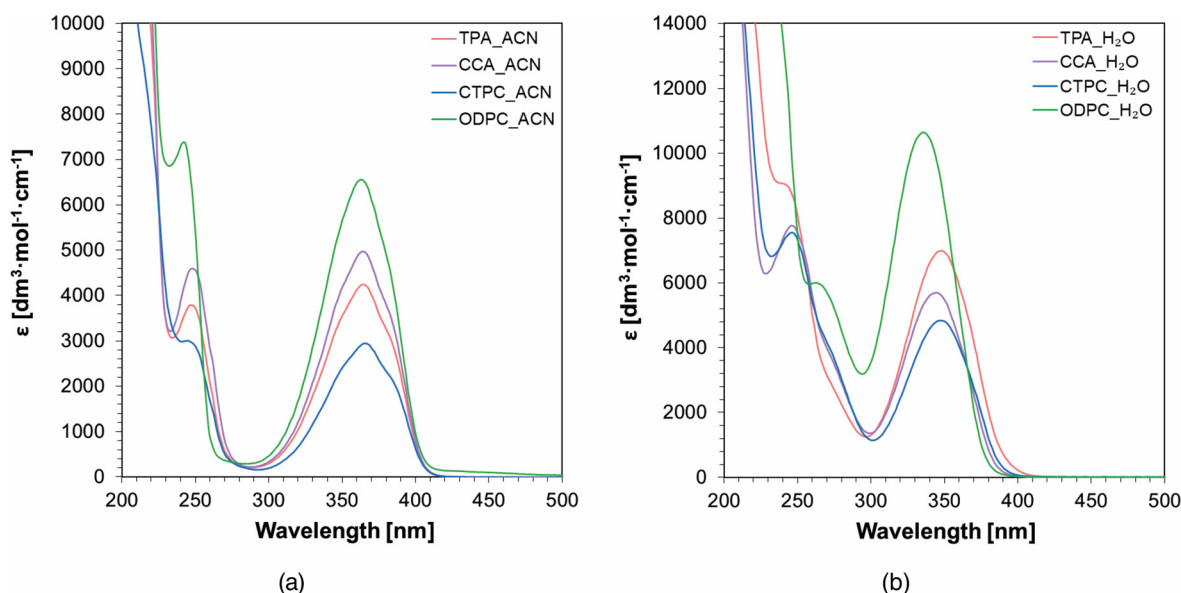 10000
9000
8000
7000
6000
5000
4000
3000
2000
1000
0
ε [dm³·mol⁻¹·cm⁻¹]
200 250 300 350 400 450 500
Wavelength [nm]
TPA_ACN
CCA_ACN
CTPC_ACN
ODPC_ACN
(a)
14000
12000
10000
8000
6000
4000
2000
0
ε [dm³·mol⁻¹·cm⁻¹]
200 250 300 350 400 450 500
Wavelength [nm]
TPA_H₂O
CCA_H₂O
CTPC_H₂O
ODPC_H₂O
(b)